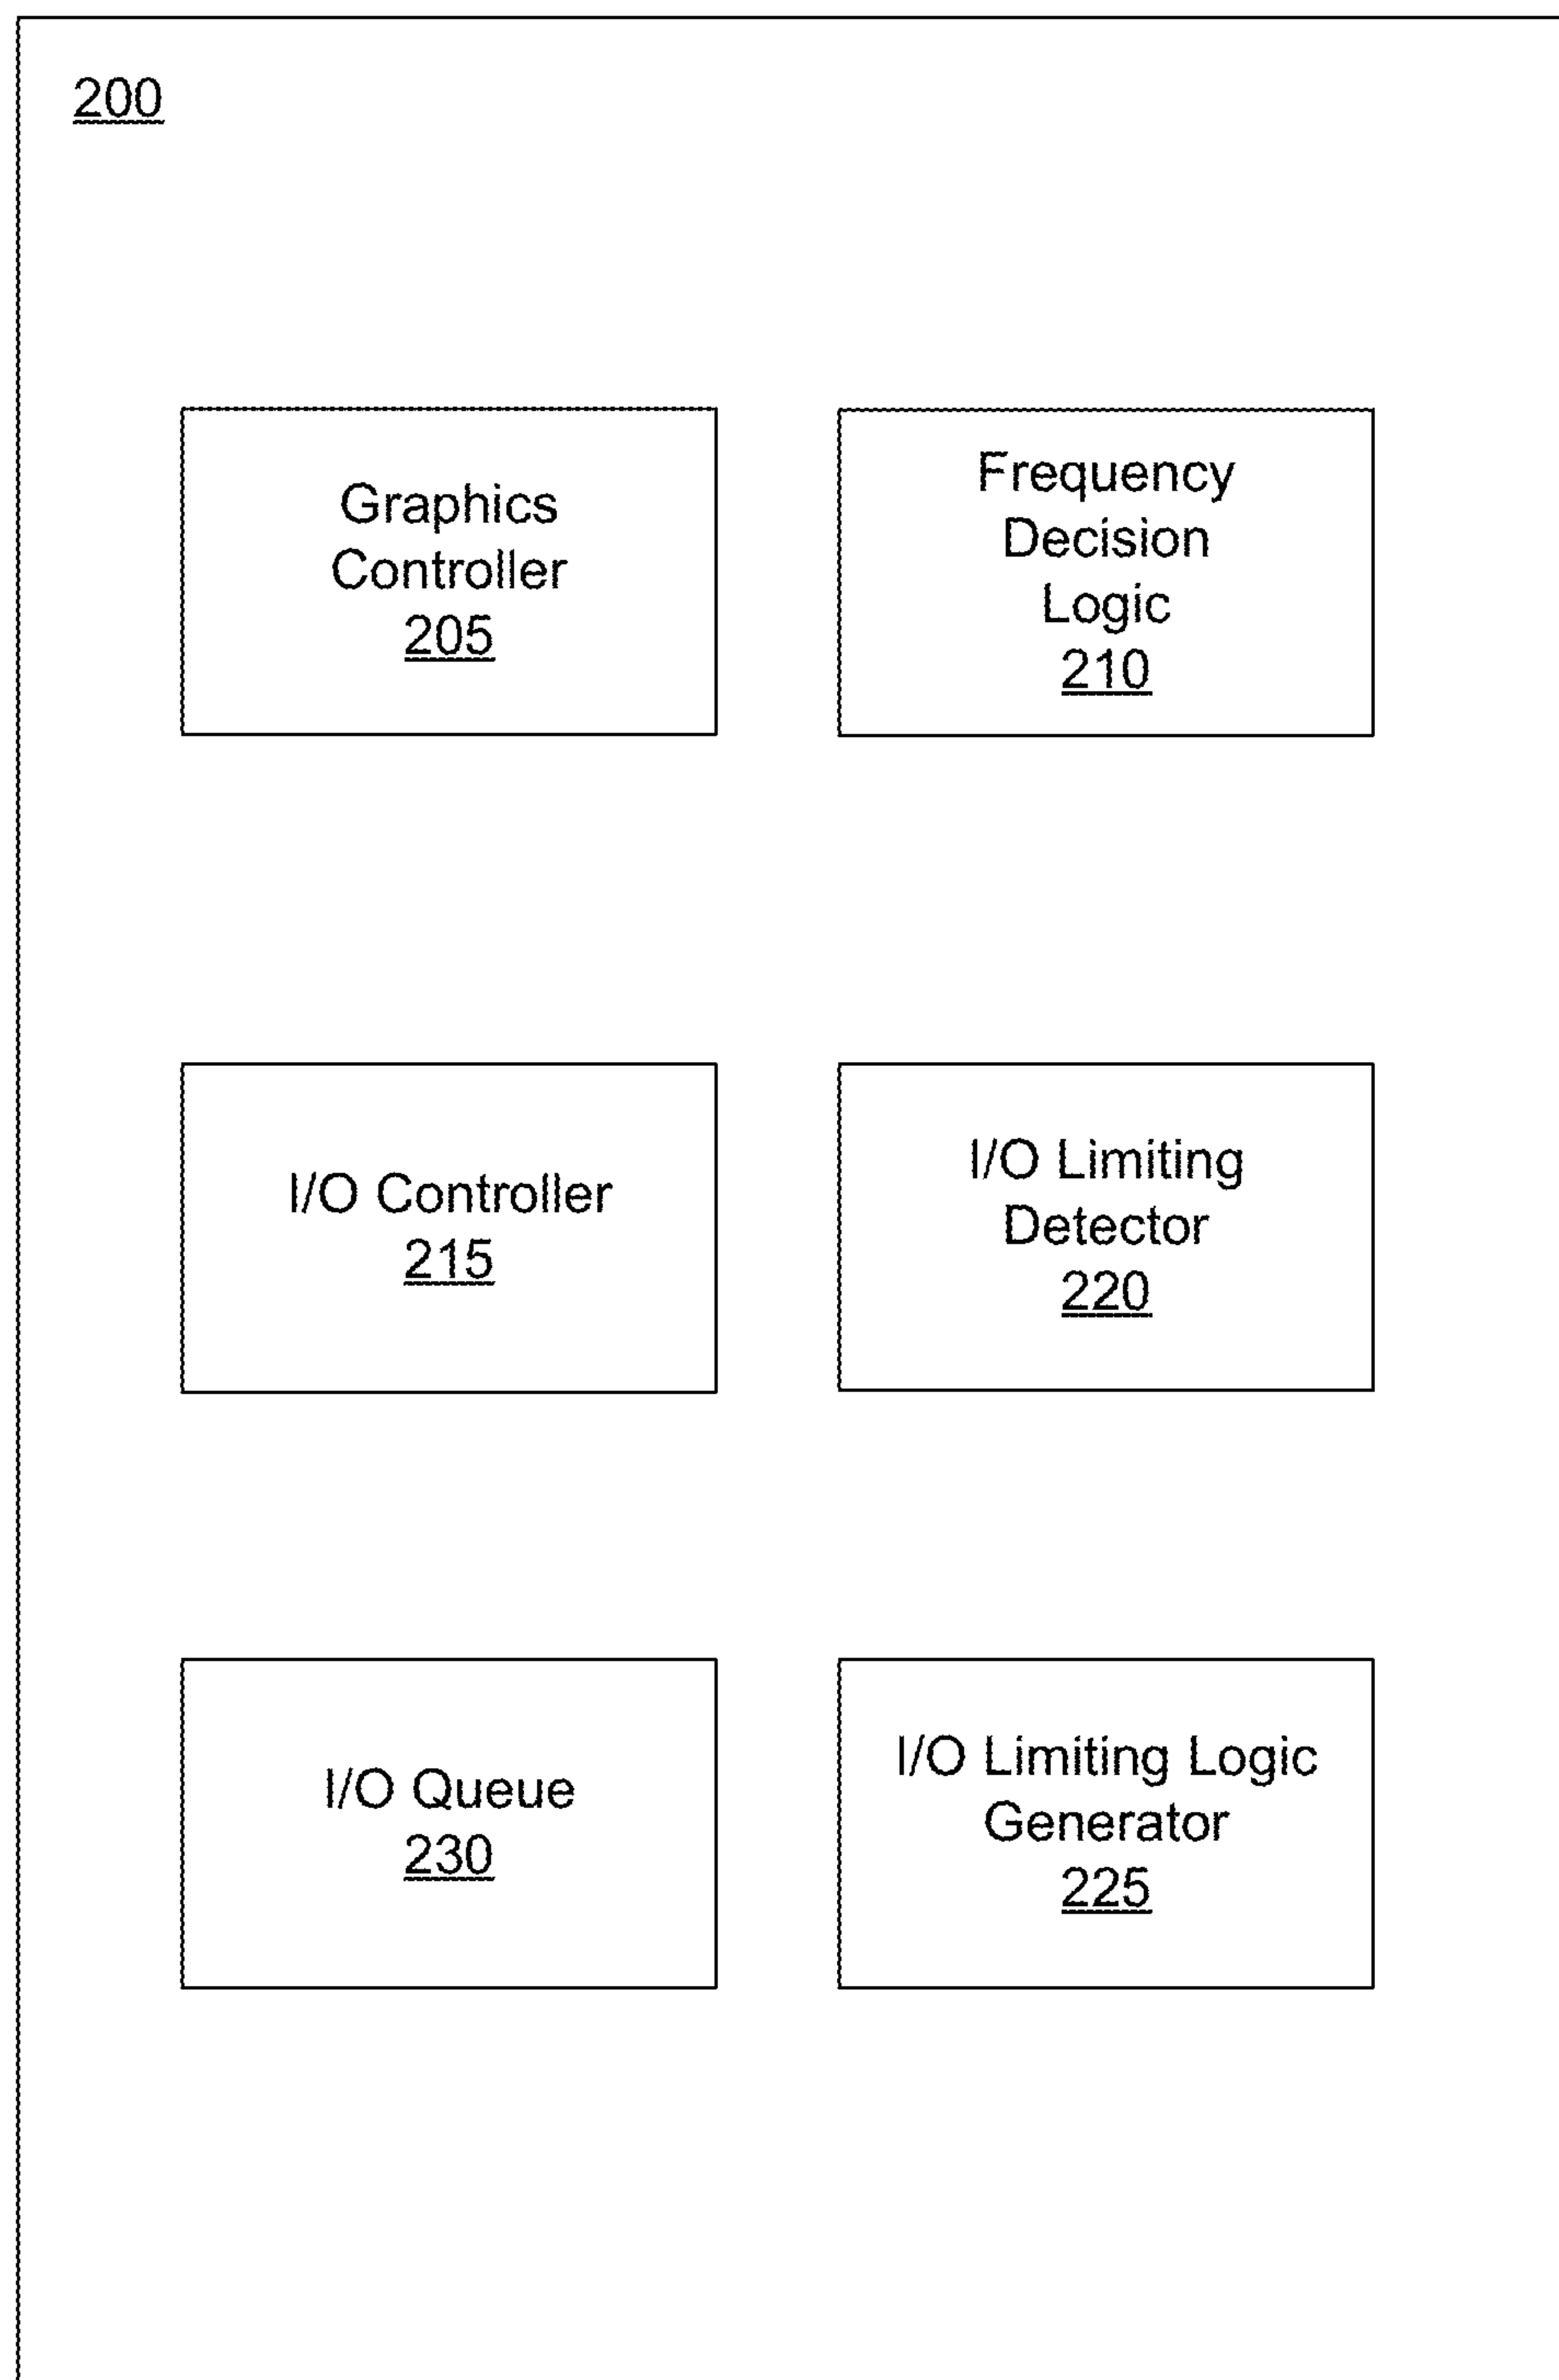 200
Graphics
Controller
205
Frequency
Decision
Logic
210
I/O Controller
215
I/O Limiting
Detector
220
I/O Queue
230
I/O Limiting Logic
Generator
225